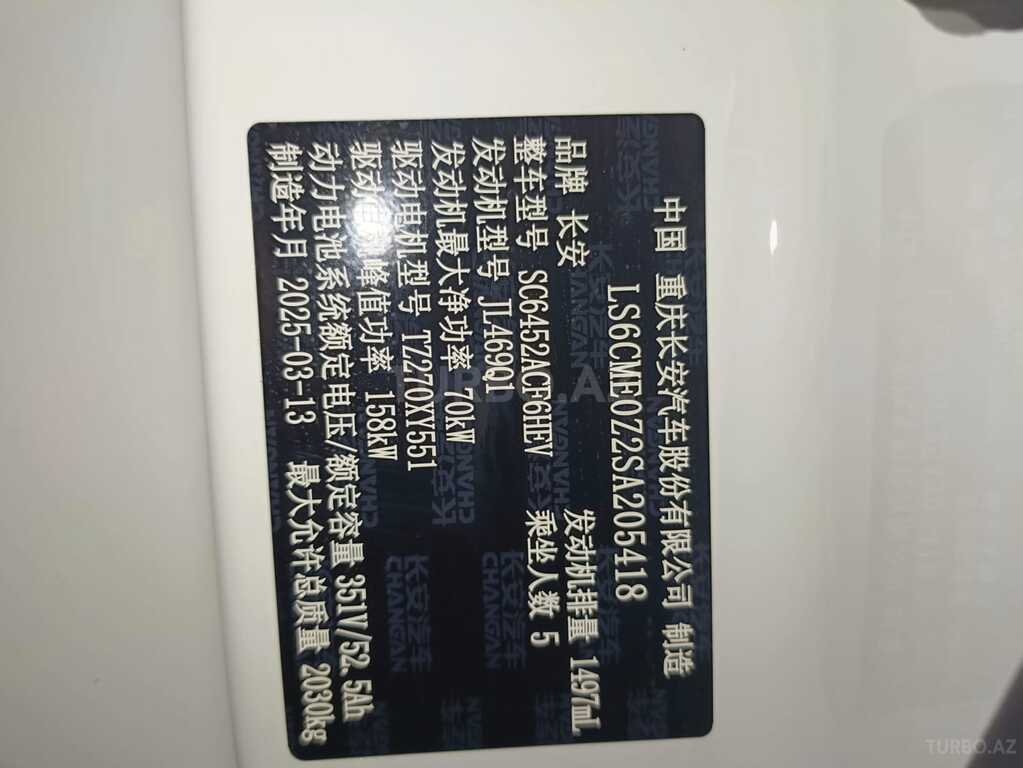 中国 重庆长安汽车股份有限公司 制造
LS6CME0Z2SA205418
品牌 长安 发动机排量 1497mL
整车型号 SC6452ACF6HEV 乘坐人数 5
发动机型号 JL469Q1
发动机最大净功率 70kW
驱动电机型号 TZ270XY551
驱动电机峰值功率 158kW
动力电池系统额定电压/额定容量 351V/52.5Ah
制造年月 2025-03-13 最大允许总质量 2030kg
长安汽车
CHANGAN
TURBO.AZ
TURBO.AZ